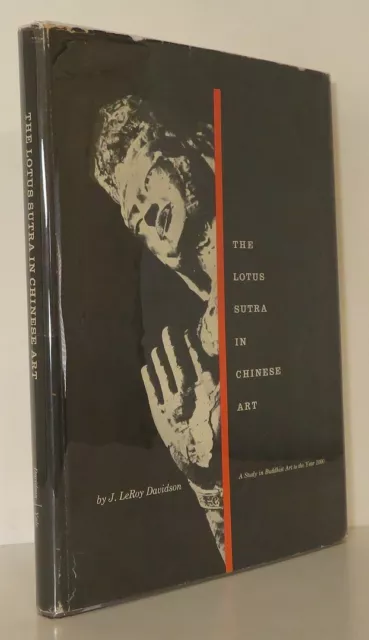 THE LOTUS SUTRA IN CHINESE ART
THE
LOTUS
SUTRA
IN
CHINESE
ART
A Study in Buddhist Art to the Year 1000
by J. LeRoy Davidson